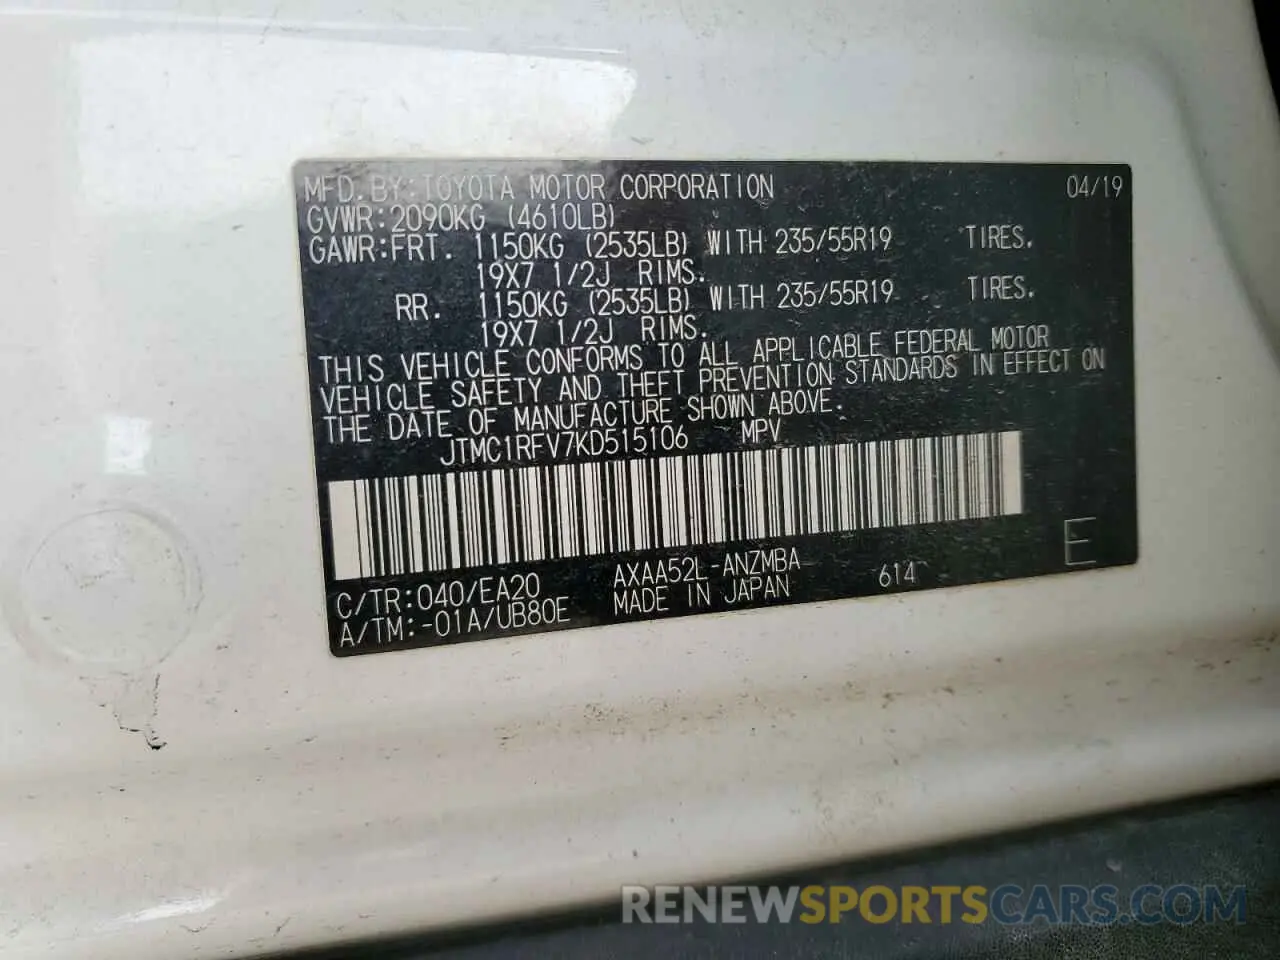 MFD. BY: TOYOTA MOTOR CORPORATION 04/19
GVWR: 2090KG (4610LB)
GAWR: FRT. 1150KG (2535LB) WITH 235/55R19 TIRES.
19X7 1/2J RIMS.
RR. 1150KG (2535LB) WITH 235/55R19 TIRES.
19X7 1/2J RIMS.
THIS VEHICLE CONFORMS TO ALL APPLICABLE FEDERAL MOTOR
VEHICLE SAFETY AND THEFT PREVENTION STANDARDS IN EFFECT ON
THE DATE OF MANUFACTURE SHOWN ABOVE.
JTMC1RFV7KD515106 MPV
C/TR: 040/EA20 AXAA52L-ANZMBA 614 E
A/TM: -01A/UB80E MADE IN JAPAN
RENEWSPORTSCARS.COM